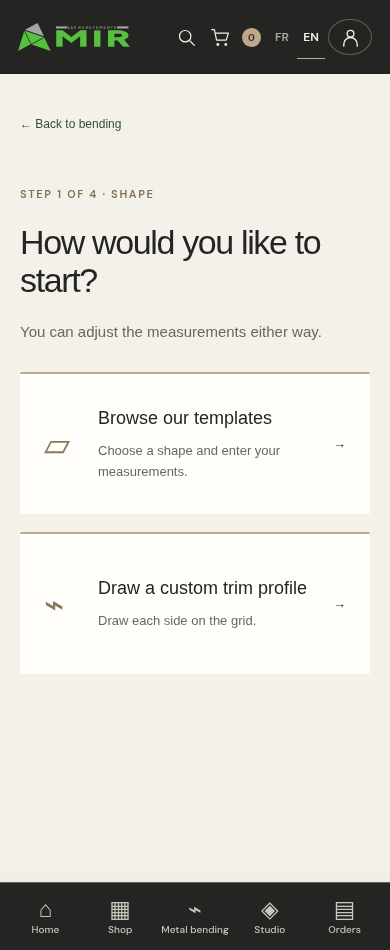 LES REVÊTEMENTS
MIR
0
FR
EN
← Back to bending
STEP 1 OF 4 · SHAPE
How would you like to
start?
You can adjust the measurements either way.
Browse our templates
Choose a shape and enter your
measurements.
→
Draw a custom trim profile
Draw each side on the grid.
→
Home
Shop
Metal bending
Studio
Orders